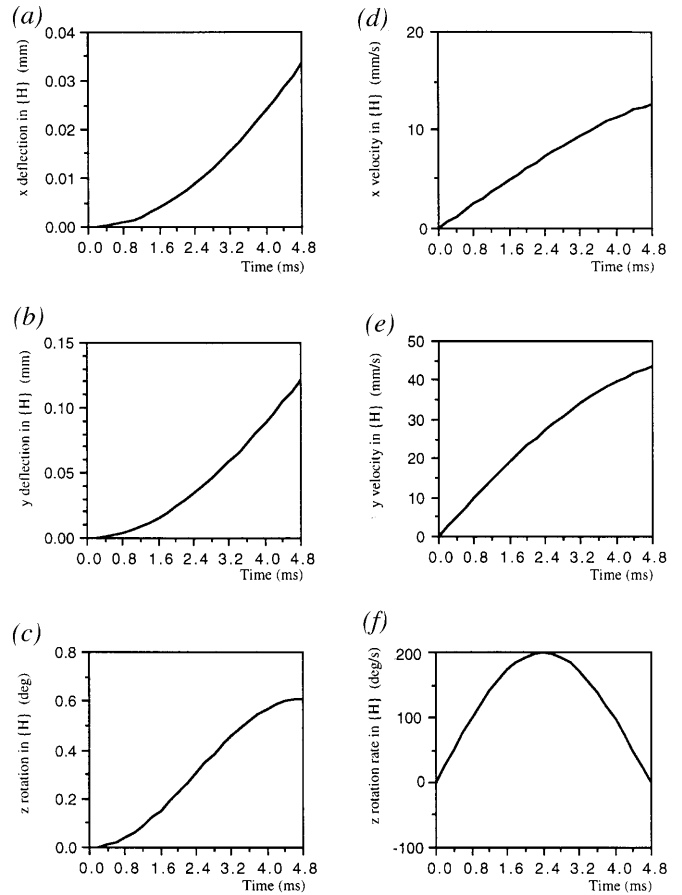 (a)
x deflection in {H} (mm)
0.04
0.03
0.02
0.01
0.00
0.0 0.8 1.6 2.4 3.2 4.0 4.8
Time (ms)
(d)
x velocity in {H} (mm/s)
20
10
0
0.0 0.8 1.6 2.4 3.2 4.0 4.8
Time (ms)
(b)
y deflection in {H} (mm)
0.15
0.10
0.05
0.00
0.0 0.8 1.6 2.4 3.2 4.0 4.8
Time (ms)
(e)
y velocity in {H} (mm/s)
50
40
30
20
10
0
0.0 0.8 1.6 2.4 3.2 4.0 4.8
Time (ms)
(c)
z rotation in {H} (deg)
0.8
0.6
0.4
0.2
0.0
0.0 0.8 1.6 2.4 3.2 4.0 4.8
Time (ms)
(f)
z rotation rate in {H} (deg/s)
200
100
0
-100
0.0 0.8 1.6 2.4 3.2 4.0 4.8
Time (ms)